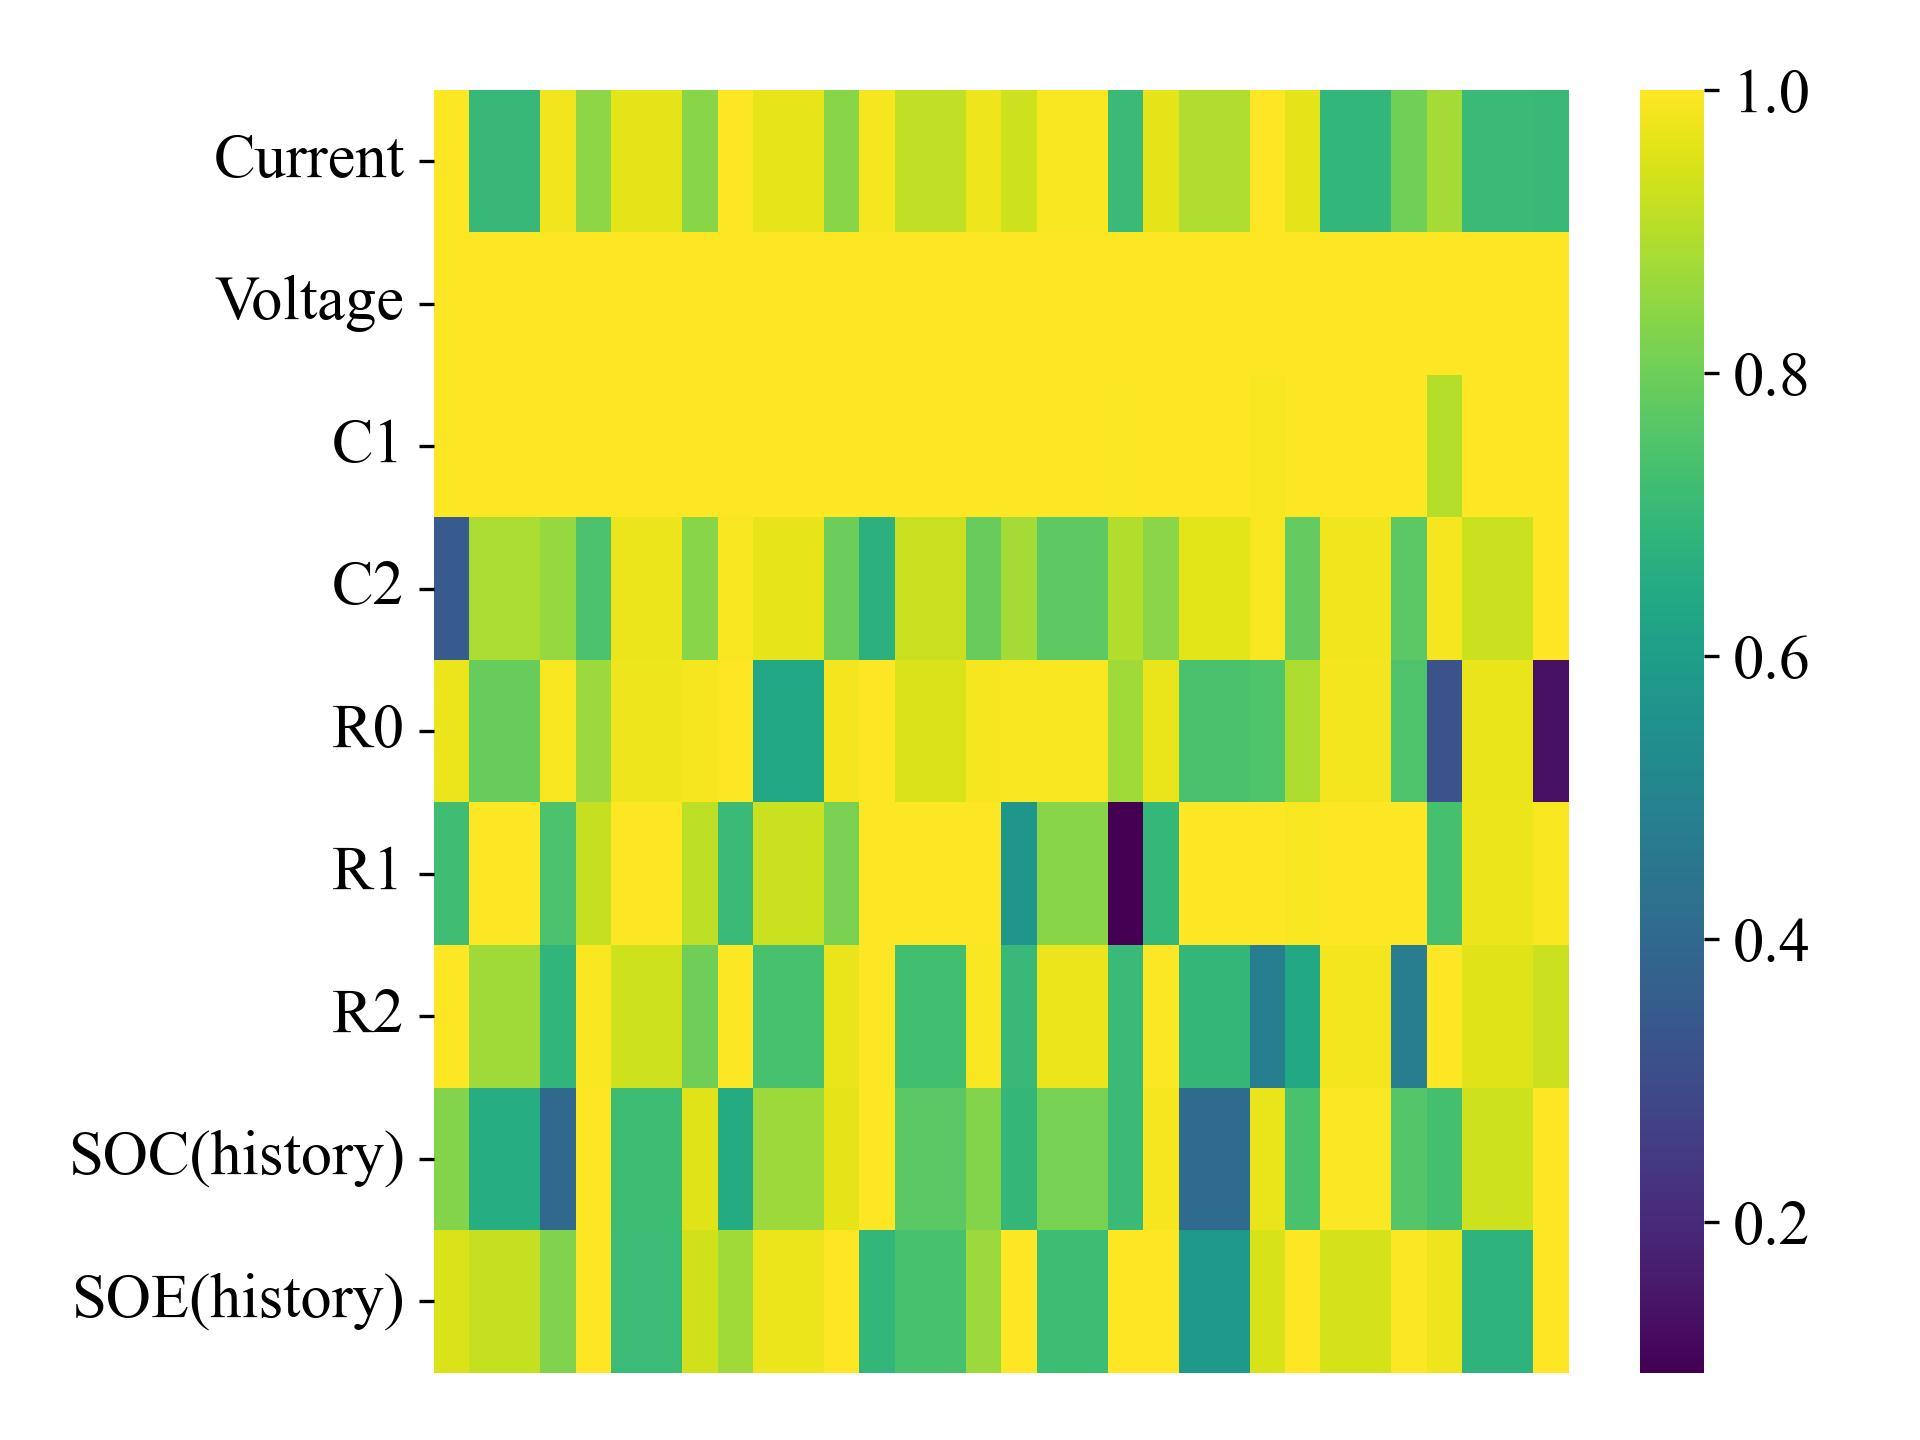 Current
Voltage
C1
C2
R0
R1
R2
SOC(history)
SOE(history)
1.0
0.8
0.6
0.4
0.2